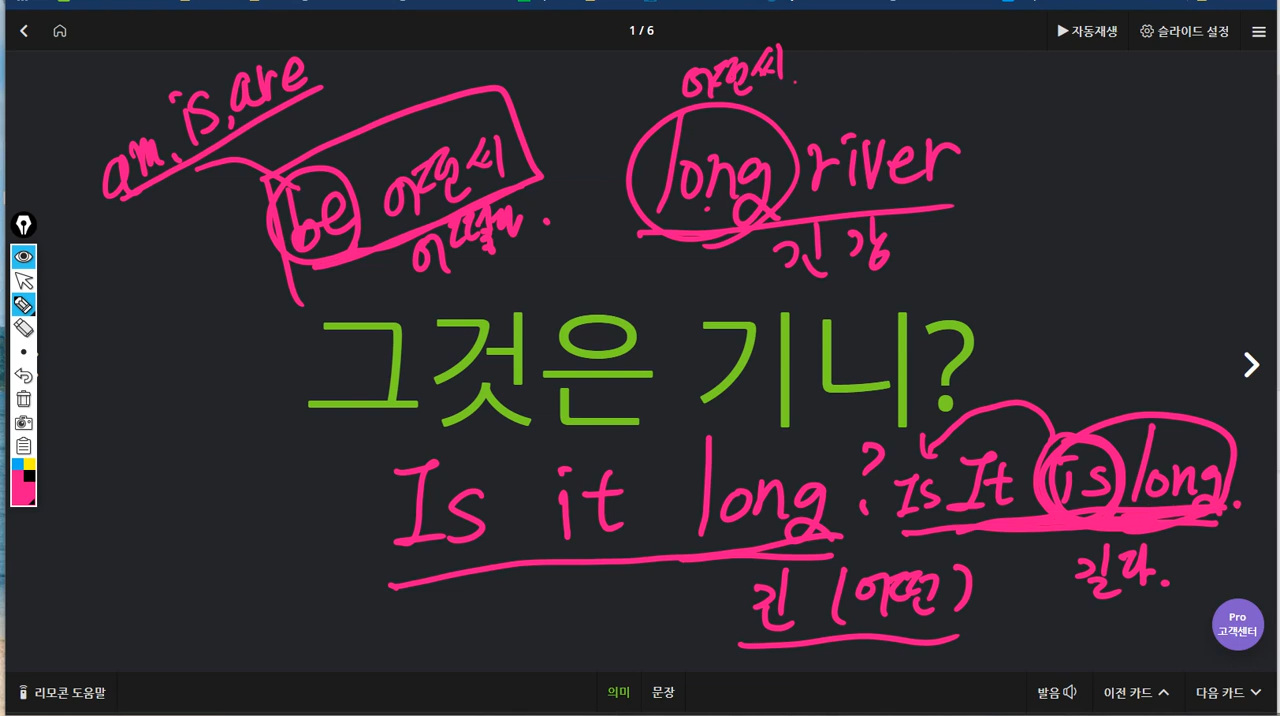 1 / 6
자동재생
슬라이드 설정
am, is, are
be 어떤씨
어떻다.
어떤씨.
long river
긴 강
그것은 기니?
Is it long ?
Is It is long.
긴 (어떤)
길다.
Pro
고객센터
리모콘 도움말
의미
문장
발음
이전 카드
다음 카드